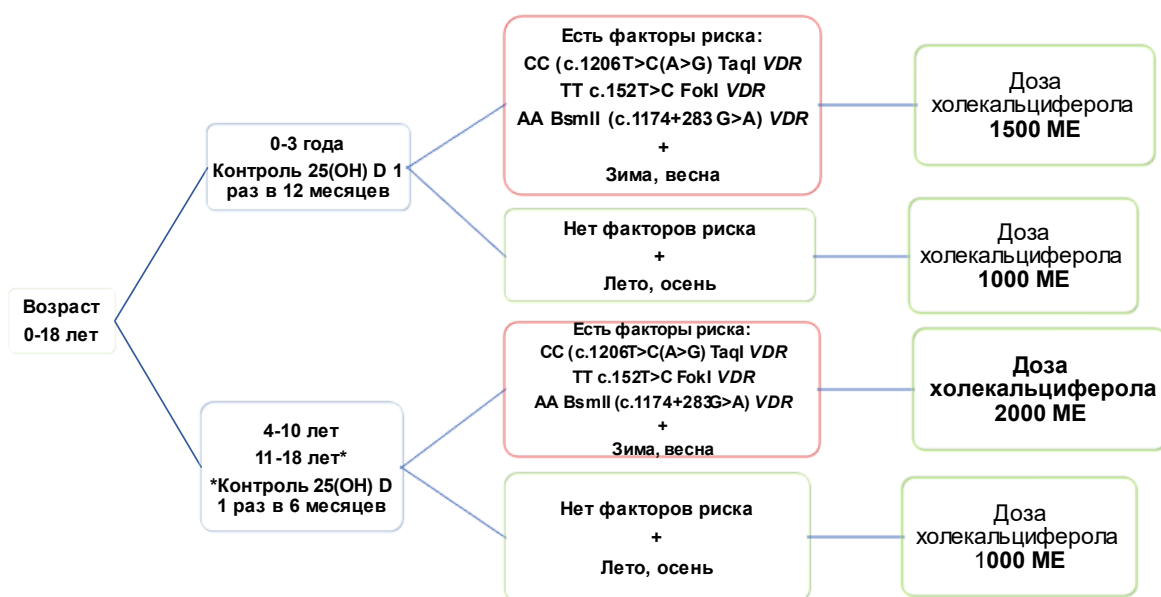 Возраст
0-18 лет
0-3 года
Контроль 25(OH) D 1
раз в 12 месяцев
Есть факторы риска:
CC (c.1206T>C(A>G) TaqI VDR
TT c.152T>C FokI VDR
AA BsmII (c.1174+283 G>A) VDR
+
Зима, весна
Доза
холекальциферола
1500 МЕ
Нет факторов риска
+
Лето, осень
Доза
холекальциферола
1000 МЕ
4-10 лет
11-18 лет*
*Контроль 25(OH) D
1 раз в 6 месяцев
Есть факторы риска:
CC (c.1206T>C(A>G) TaqI VDR
TT c.152T>C FokI VDR
AA BsmII (c.1174+283G>A) VDR
+
Зима, весна
Доза
холекальциферола
2000 МЕ
Нет факторов риска
+
Лето, осень
Доза
холекальциферола
1000 МЕ